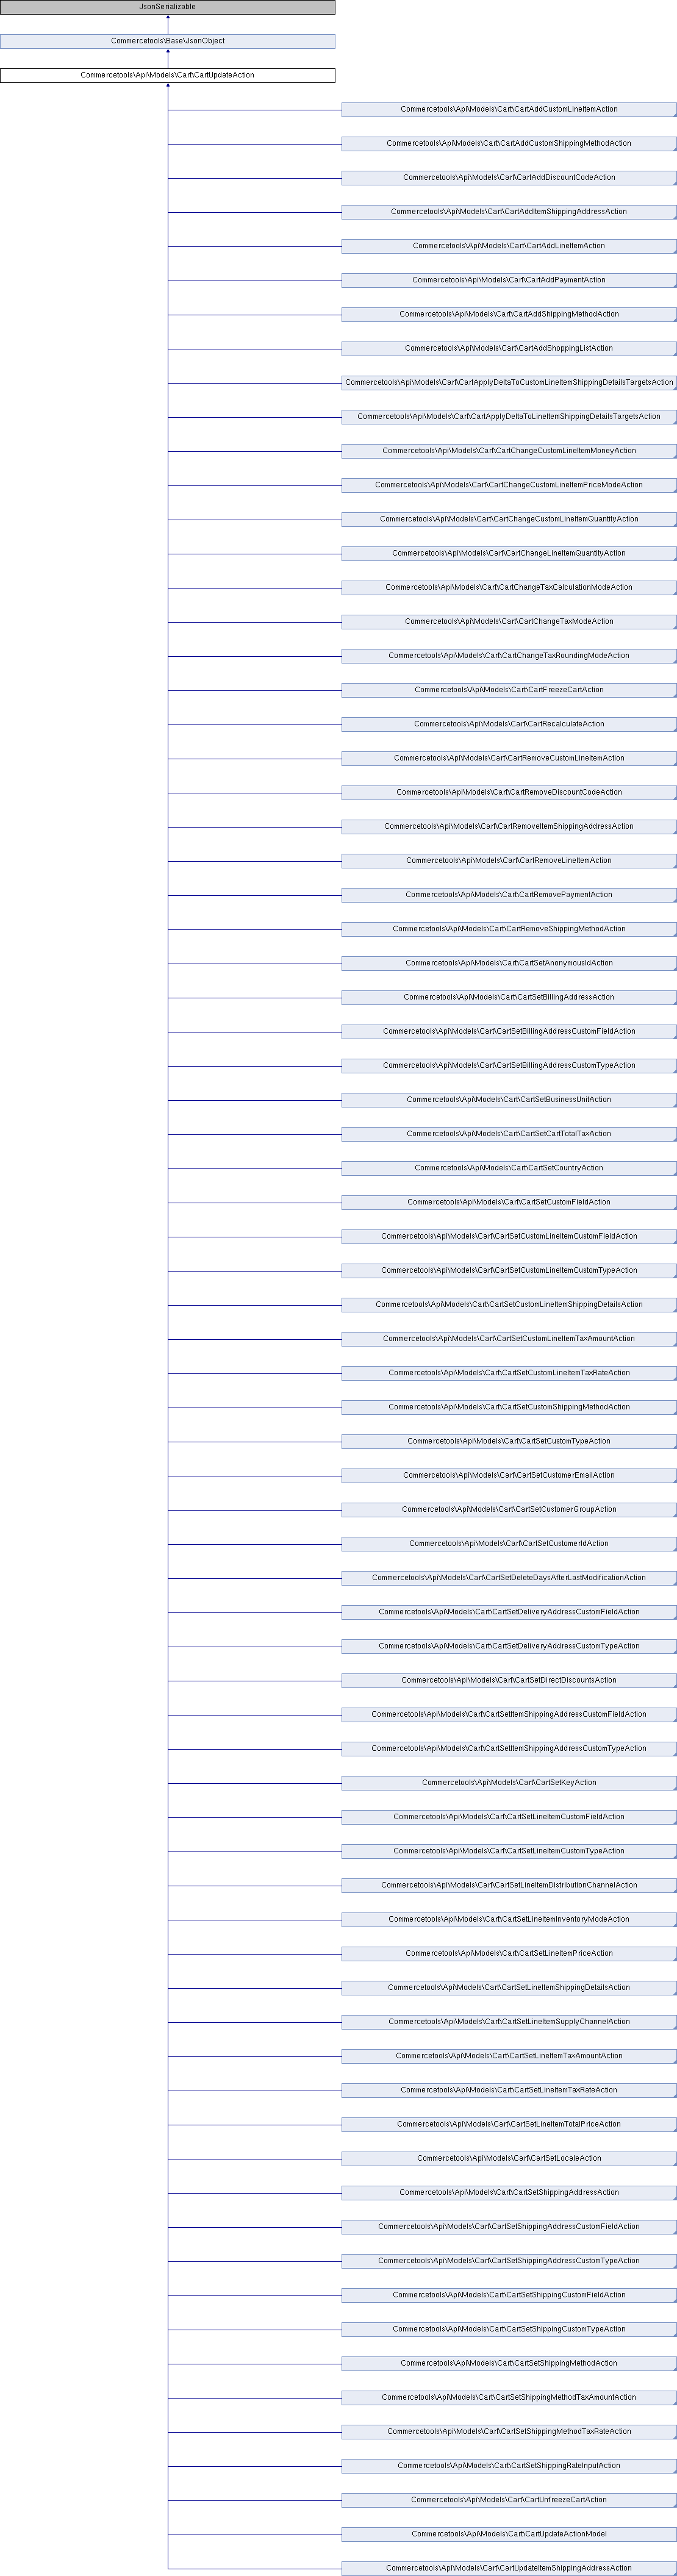 JsonSerializable
Commercetools\Base\JsonObject
Commercetools\Api\Models\Cart\CartUpdateAction
Commercetools\Api\Models\Cart\CartAddCustomLineItemAction
Commercetools\Api\Models\Cart\CartAddCustomShippingMethodAction
Commercetools\Api\Models\Cart\CartAddDiscountCodeAction
Commercetools\Api\Models\Cart\CartAddItemShippingAddressAction
Commercetools\Api\Models\Cart\CartAddLineItemAction
Commercetools\Api\Models\Cart\CartAddPaymentAction
Commercetools\Api\Models\Cart\CartAddShippingMethodAction
Commercetools\Api\Models\Cart\CartAddShoppingListAction
Commercetools\Api\Models\Cart\CartApplyDeltaToCustomLineItemShippingDetailsTargetsAction
Commercetools\Api\Models\Cart\CartApplyDeltaToLineItemShippingDetailsTargetsAction
Commercetools\Api\Models\Cart\CartChangeCustomLineItemMoneyAction
Commercetools\Api\Models\Cart\CartChangeCustomLineItemPriceModeAction
Commercetools\Api\Models\Cart\CartChangeCustomLineItemQuantityAction
Commercetools\Api\Models\Cart\CartChangeLineItemQuantityAction
Commercetools\Api\Models\Cart\CartChangeTaxCalculationModeAction
Commercetools\Api\Models\Cart\CartChangeTaxModeAction
Commercetools\Api\Models\Cart\CartChangeTaxRoundingModeAction
Commercetools\Api\Models\Cart\CartFreezeCartAction
Commercetools\Api\Models\Cart\CartRecalculateAction
Commercetools\Api\Models\Cart\CartRemoveCustomLineItemAction
Commercetools\Api\Models\Cart\CartRemoveDiscountCodeAction
Commercetools\Api\Models\Cart\CartRemoveItemShippingAddressAction
Commercetools\Api\Models\Cart\CartRemoveLineItemAction
Commercetools\Api\Models\Cart\CartRemovePaymentAction
Commercetools\Api\Models\Cart\CartRemoveShippingMethodAction
Commercetools\Api\Models\Cart\CartSetAnonymousIdAction
Commercetools\Api\Models\Cart\CartSetBillingAddressAction
Commercetools\Api\Models\Cart\CartSetBillingAddressCustomFieldAction
Commercetools\Api\Models\Cart\CartSetBillingAddressCustomTypeAction
Commercetools\Api\Models\Cart\CartSetBusinessUnitAction
Commercetools\Api\Models\Cart\CartSetCartTotalTaxAction
Commercetools\Api\Models\Cart\CartSetCountryAction
Commercetools\Api\Models\Cart\CartSetCustomFieldAction
Commercetools\Api\Models\Cart\CartSetCustomLineItemCustomFieldAction
Commercetools\Api\Models\Cart\CartSetCustomLineItemCustomTypeAction
Commercetools\Api\Models\Cart\CartSetCustomLineItemShippingDetailsAction
Commercetools\Api\Models\Cart\CartSetCustomLineItemTaxAmountAction
Commercetools\Api\Models\Cart\CartSetCustomLineItemTaxRateAction
Commercetools\Api\Models\Cart\CartSetCustomShippingMethodAction
Commercetools\Api\Models\Cart\CartSetCustomTypeAction
Commercetools\Api\Models\Cart\CartSetCustomerEmailAction
Commercetools\Api\Models\Cart\CartSetCustomerGroupAction
Commercetools\Api\Models\Cart\CartSetCustomerIdAction
Commercetools\Api\Models\Cart\CartSetDeleteDaysAfterLastModificationAction
Commercetools\Api\Models\Cart\CartSetDeliveryAddressCustomFieldAction
Commercetools\Api\Models\Cart\CartSetDeliveryAddressCustomTypeAction
Commercetools\Api\Models\Cart\CartSetDirectDiscountsAction
Commercetools\Api\Models\Cart\CartSetItemShippingAddressCustomFieldAction
Commercetools\Api\Models\Cart\CartSetItemShippingAddressCustomTypeAction
Commercetools\Api\Models\Cart\CartSetKeyAction
Commercetools\Api\Models\Cart\CartSetLineItemCustomFieldAction
Commercetools\Api\Models\Cart\CartSetLineItemCustomTypeAction
Commercetools\Api\Models\Cart\CartSetLineItemDistributionChannelAction
Commercetools\Api\Models\Cart\CartSetLineItemInventoryModeAction
Commercetools\Api\Models\Cart\CartSetLineItemPriceAction
Commercetools\Api\Models\Cart\CartSetLineItemShippingDetailsAction
Commercetools\Api\Models\Cart\CartSetLineItemSupplyChannelAction
Commercetools\Api\Models\Cart\CartSetLineItemTaxAmountAction
Commercetools\Api\Models\Cart\CartSetLineItemTaxRateAction
Commercetools\Api\Models\Cart\CartSetLineItemTotalPriceAction
Commercetools\Api\Models\Cart\CartSetLocaleAction
Commercetools\Api\Models\Cart\CartSetShippingAddressAction
Commercetools\Api\Models\Cart\CartSetShippingAddressCustomFieldAction
Commercetools\Api\Models\Cart\CartSetShippingAddressCustomTypeAction
Commercetools\Api\Models\Cart\CartSetShippingCustomFieldAction
Commercetools\Api\Models\Cart\CartSetShippingCustomTypeAction
Commercetools\Api\Models\Cart\CartSetShippingMethodAction
Commercetools\Api\Models\Cart\CartSetShippingMethodTaxAmountAction
Commercetools\Api\Models\Cart\CartSetShippingMethodTaxRateAction
Commercetools\Api\Models\Cart\CartSetShippingRateInputAction
Commercetools\Api\Models\Cart\CartUnfreezeCartAction
Commercetools\Api\Models\Cart\CartUpdateActionModel
Commercetools\Api\Models\Cart\CartUpdateItemShippingAddressAction